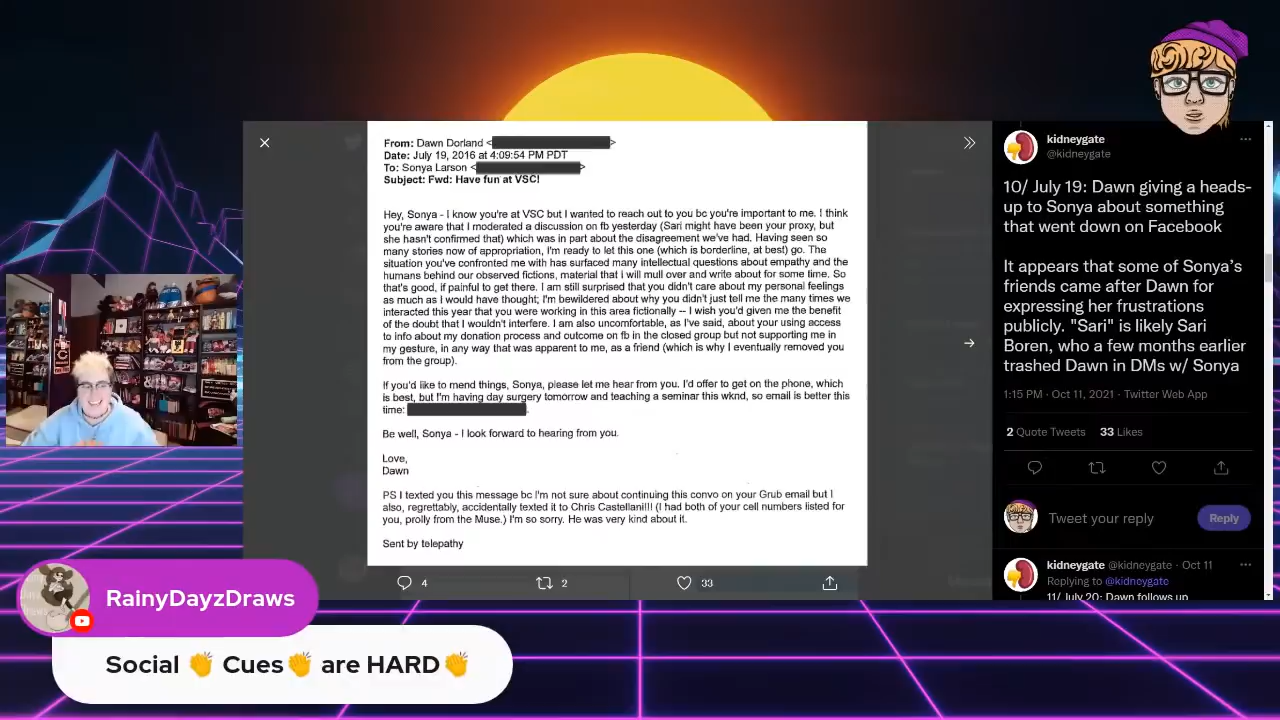 From: Dawn Dorland <
>
Date: July 19, 2016 at 4:09:54 PM PDT
To: Sonya Larson <
>
Subject: Fwd: Have fun at VSC!
Hey, Sonya - I know you're at VSC but I wanted to reach out to you bc you're important to me. I think
you're aware that I moderated a discussion on fb yesterday (Sari might have been your proxy, but
she hasn't confirmed that) which was in part about the disagreement we've had. Having seen so
many stories now of appropriation, I'm ready to let this one (which is borderline, at best) go. The
situation you've confronted me with has surfaced many intellectual questions about empathy and the
humans behind our observed fictions, material that i will mull over and write about for some time. So
that's good, if painful to get there. I am still surprised that you didn't care about my personal feelings
as much as I would have thought; I'm bewildered about why you didn't just tell me the many times we
interacted this year that you were working in this area fictionally -- I wish you'd given me the benefit
of the doubt that I wouldn't interfere. I am also uncomfortable, as I've said, about your using access
to info about my donation process and outcome on fb in the closed group but not supporting me in
my gesture, in any way that was apparent to me, as a friend (which is why I eventually removed you
from the group).
If you'd like to mend things, Sonya, please let me hear from you. I'd offer to get on the phone, which
is best, but I'm having day surgery tomorrow and teaching a seminar this wknd, so email is better this
time:
Be well, Sonya - I look forward to hearing from you.
Love,
Dawn
PS I texted you this message bc I'm not sure about continuing this convo on your Grub email but I
also, regrettably, accidentally texted it to Chris Castellani!!! (I had both of your cell numbers listed for
you, prolly from the Muse.) I'm so sorry. He was very kind about it.
Sent by telepathy
4
2
33
kidneygate
@kidneygate
10/ July 19: Dawn giving a heads-
up to Sonya about something
that went down on Facebook
It appears that some of Sonya's
friends came after Dawn for
expressing her frustrations
publicly. "Sari" is likely Sari
Boren, who a few months earlier
trashed Dawn in DMs w/ Sonya
1:15 PM · Oct 11, 2021 · Twitter Web App
2 Quote Tweets 33 Likes
Tweet your reply
Reply
kidneygate @kidneygate · Oct 11
Replying to @kidneygate
11/ July 20: Dawn follows up
RainyDayzDraws
Social 👏 Cues👏 are HARD👏